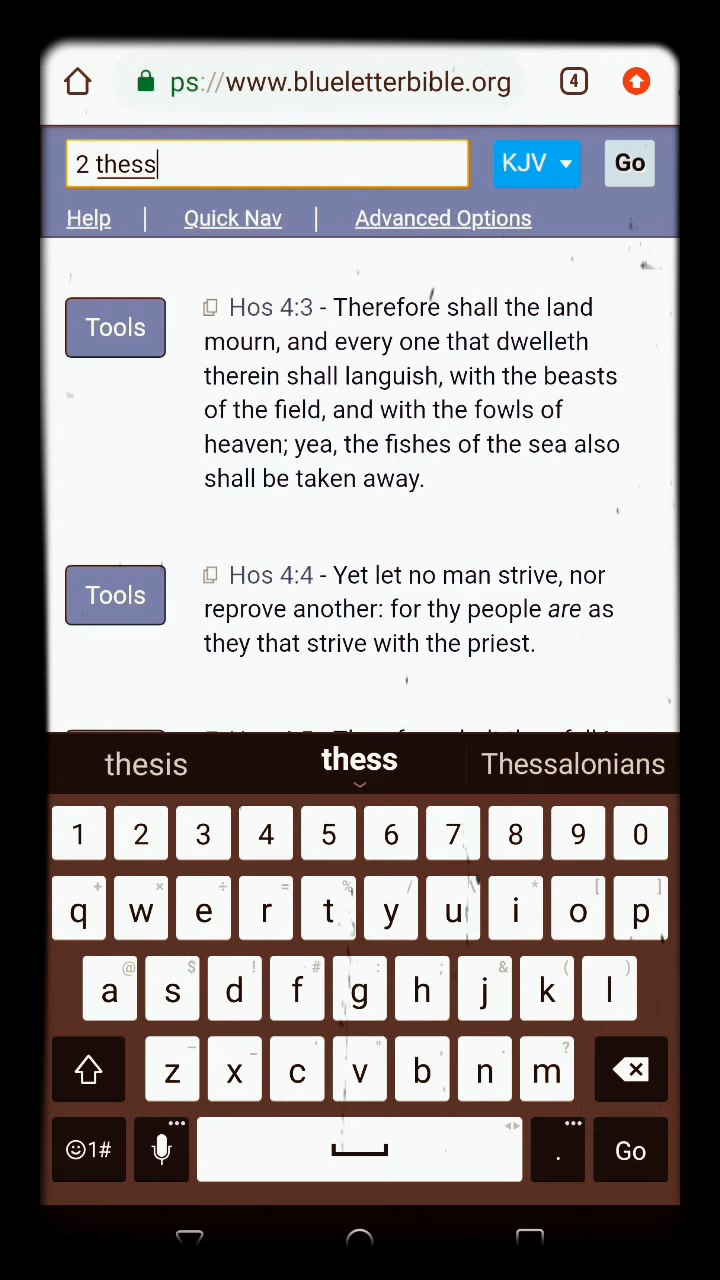 ps://www.blueletterbible.org 4
2 thess KJV Go
Help | Quick Nav | Advanced Options
Tools
Hos 4:3 - Therefore shall the land
mourn, and every one that dwelleth
therein shall languish, with the beasts
of the field, and with the fowls of
heaven; yea, the fishes of the sea also
shall be taken away.
Tools
Hos 4:4 - Yet let no man strive, nor
reprove another: for thy people are as
they that strive with the priest.
thesis thess Thessalonians
1 2 3 4 5 6 7 8 9 0
q w e r t y u i o p
a s d f g h j k l
z x c v b n m
1# . Go